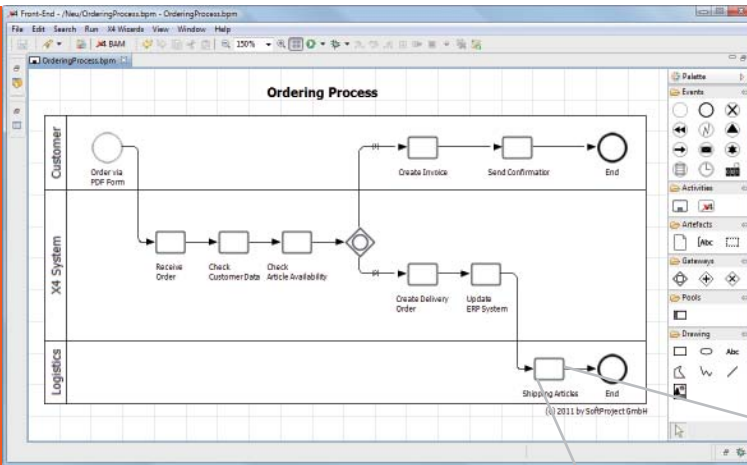 Front-End - /New/OrderingProcess.bpm - OrderingProcess.bpm
File Edit Search Run X4 Wizards View Window Help
X4 BAM 150%
OrderingProcess.bpm
Palette
Events
Ordering Process
Customer
Order via
PDF Form
Create Invoice
Send Confirmation
End
X4 System
Receive
Order
Check
Customer Data
Check
Article Availability
Create Delivery
Order
Update
ERP System
Logistics
Shipping Articles
End
(c) 2011 by SoftProject GmbH
Activities
X4
Artefacts
[Abc
Gateways
Pools
Drawing
Abc